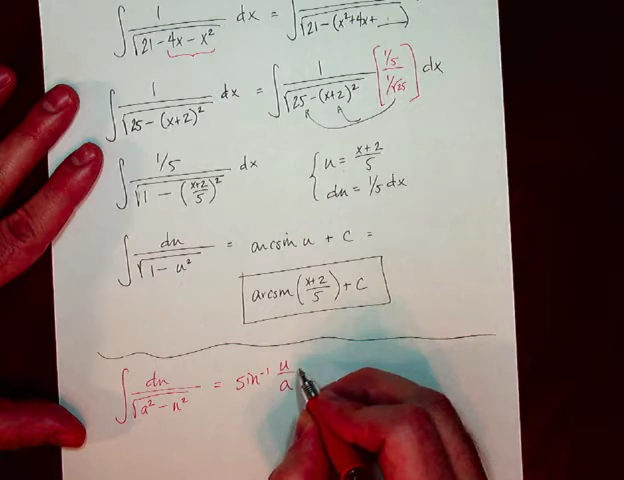 ∫ 1/√(21 - 4x - x²) dx = ∫ 1/√(21 - (x² + 4x + __)
∫ 1/√(25 - (x+2)²) dx = ∫ 1/√(25 - (x+2)²) [(1/5)/(1/√25)] dx
∫ (1/5)/√(1 - ((x+2)/5)²) dx { u = (x+2)/5
du = 1/5 dx
∫ du/√(1 - u²) = arcsin u + C =
arcsin((x+2)/5) + C
∫ du/√(a² - u²) = sin⁻¹ u/a